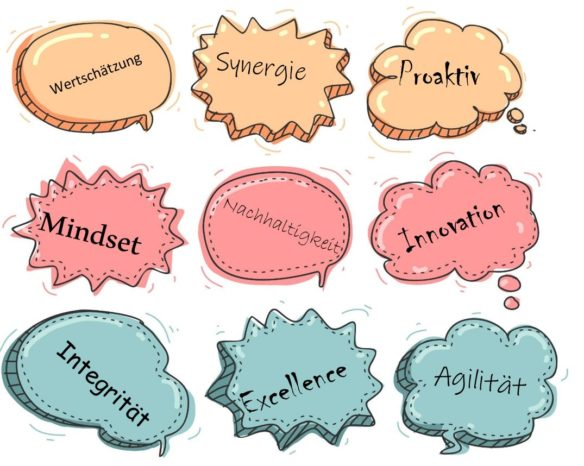 Wertschätzung
Synergie
Proaktiv
Mindset
Nachhaltigkeit
Innovation
Integrität
Excellence
Agilität